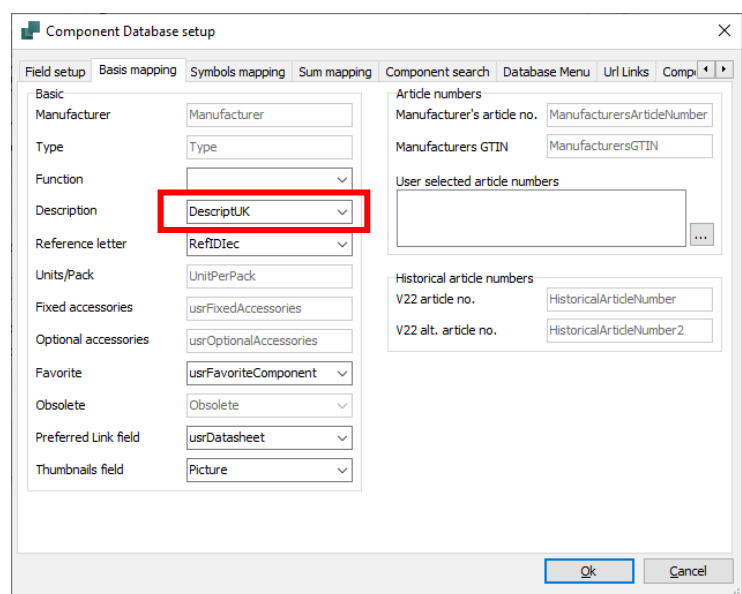 Component Database setup
Field setup Basis mapping Symbols mapping Sum mapping Component search Database Menu Url Links
Basic
Manufacturer Manufacturer
Type Type
Function
Description DescriptUK
Reference letter RefIDIec
Units/Pack UnitPerPack
Fixed accessories usrFixedAccessories
Optional accessories usrOptionalAccessories
Favorite usrFavoriteComponent
Obsolete Obsolete
Preferred Link field usrDatasheet
Thumbnails field Picture
Article numbers
Manufacturer's article no. ManufacturersArticleNumber
Manufacturers GTIN ManufacturersGTIN
User selected article numbers
...
Historical article numbers
V22 article no. HistoricalArticleNumber
V22 alt. article no. HistoricalArticleNumber2
Ok Cancel